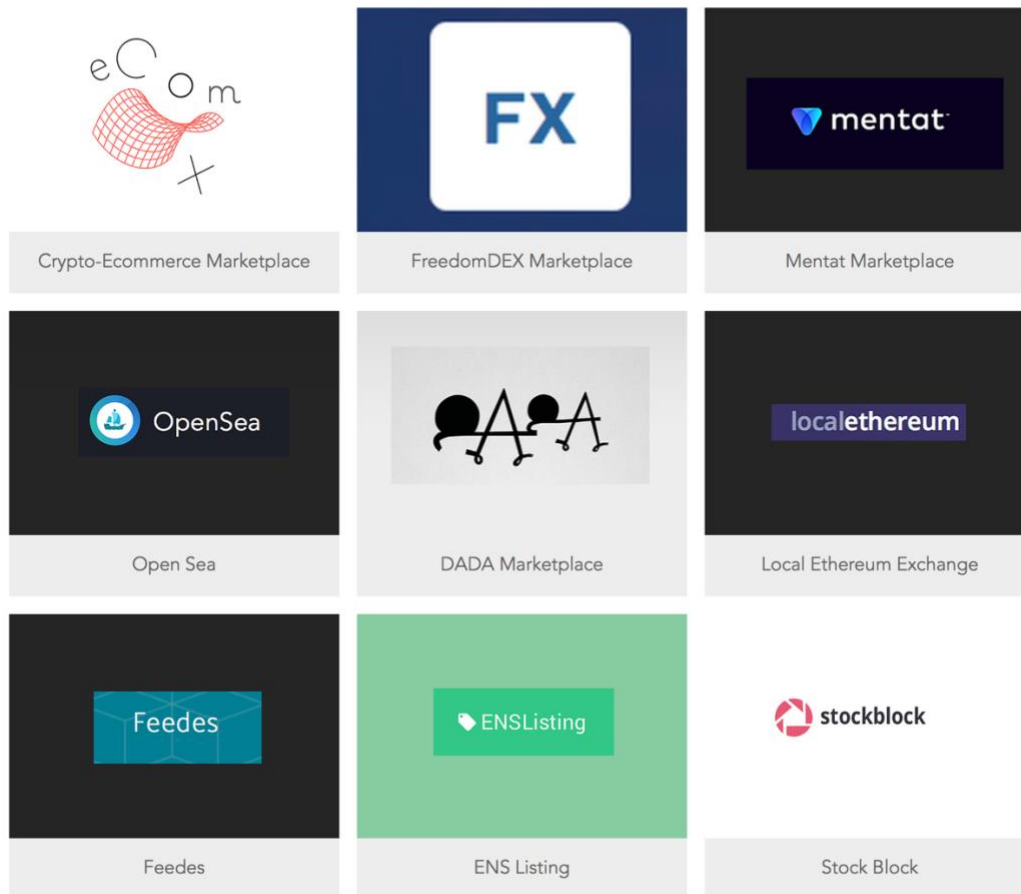 eCom
X
FX
mentat
Crypto-Ecommerce Marketplace
FreedomDEX Marketplace
Mentat Marketplace
OpenSea
DADA
localethereum
Open Sea
DADA Marketplace
Local Ethereum Exchange
Feedes
ENSListing
stockblock
Feedes
ENS Listing
Stock Block